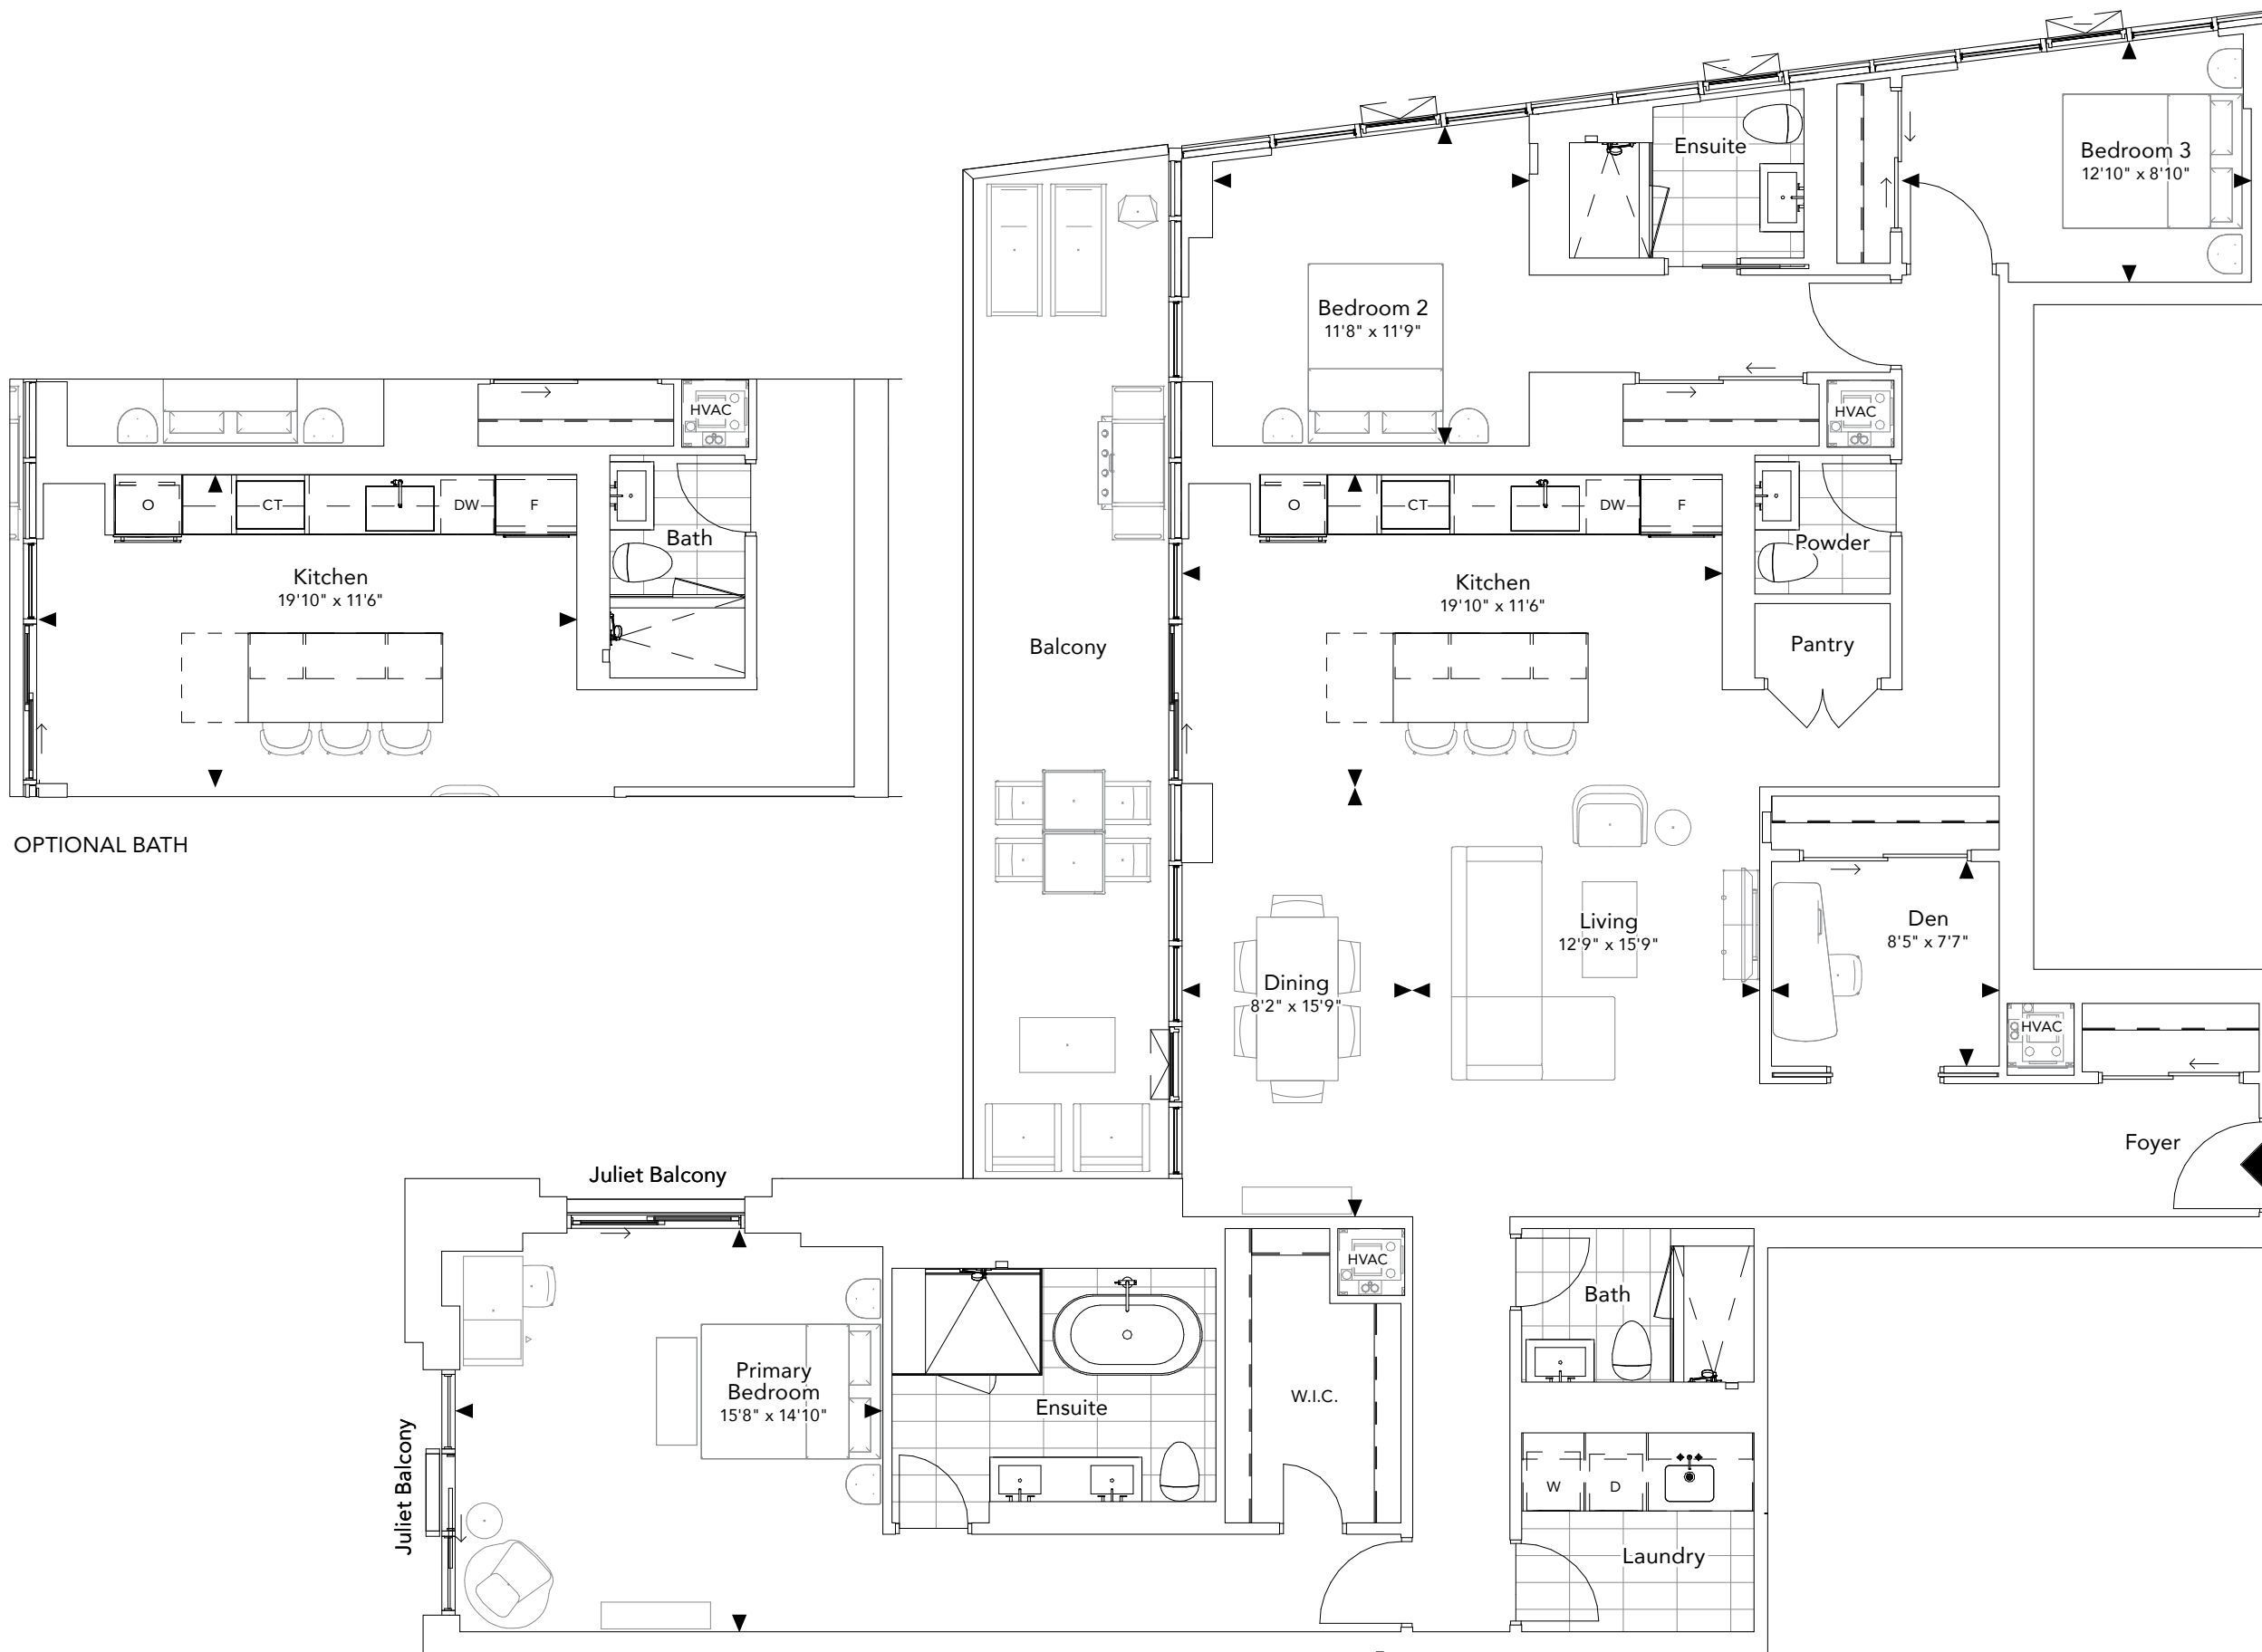 Ensuite
Bedroom 3
12'10" x 8'10"
Bedroom 2
11'8" x 11'9"
HVAC
HVAC
O
CT
DW
F
Bath
Kitchen
19'10" x 11'6"
OPTIONAL BATH
O
CT
DW
F
Powder
Kitchen
19'10" x 11'6"
Balcony
Pantry
Living
12'9" x 15'9"
Den
8'5" x 7'7"
Dining
8'2" x 15'9"
HVAC
Foyer
Juliet Balcony
HVAC
Bath
Primary
Bedroom
15'8" x 14'10"
Ensuite
W.I.C.
Juliet Balcony
W
D
Laundry